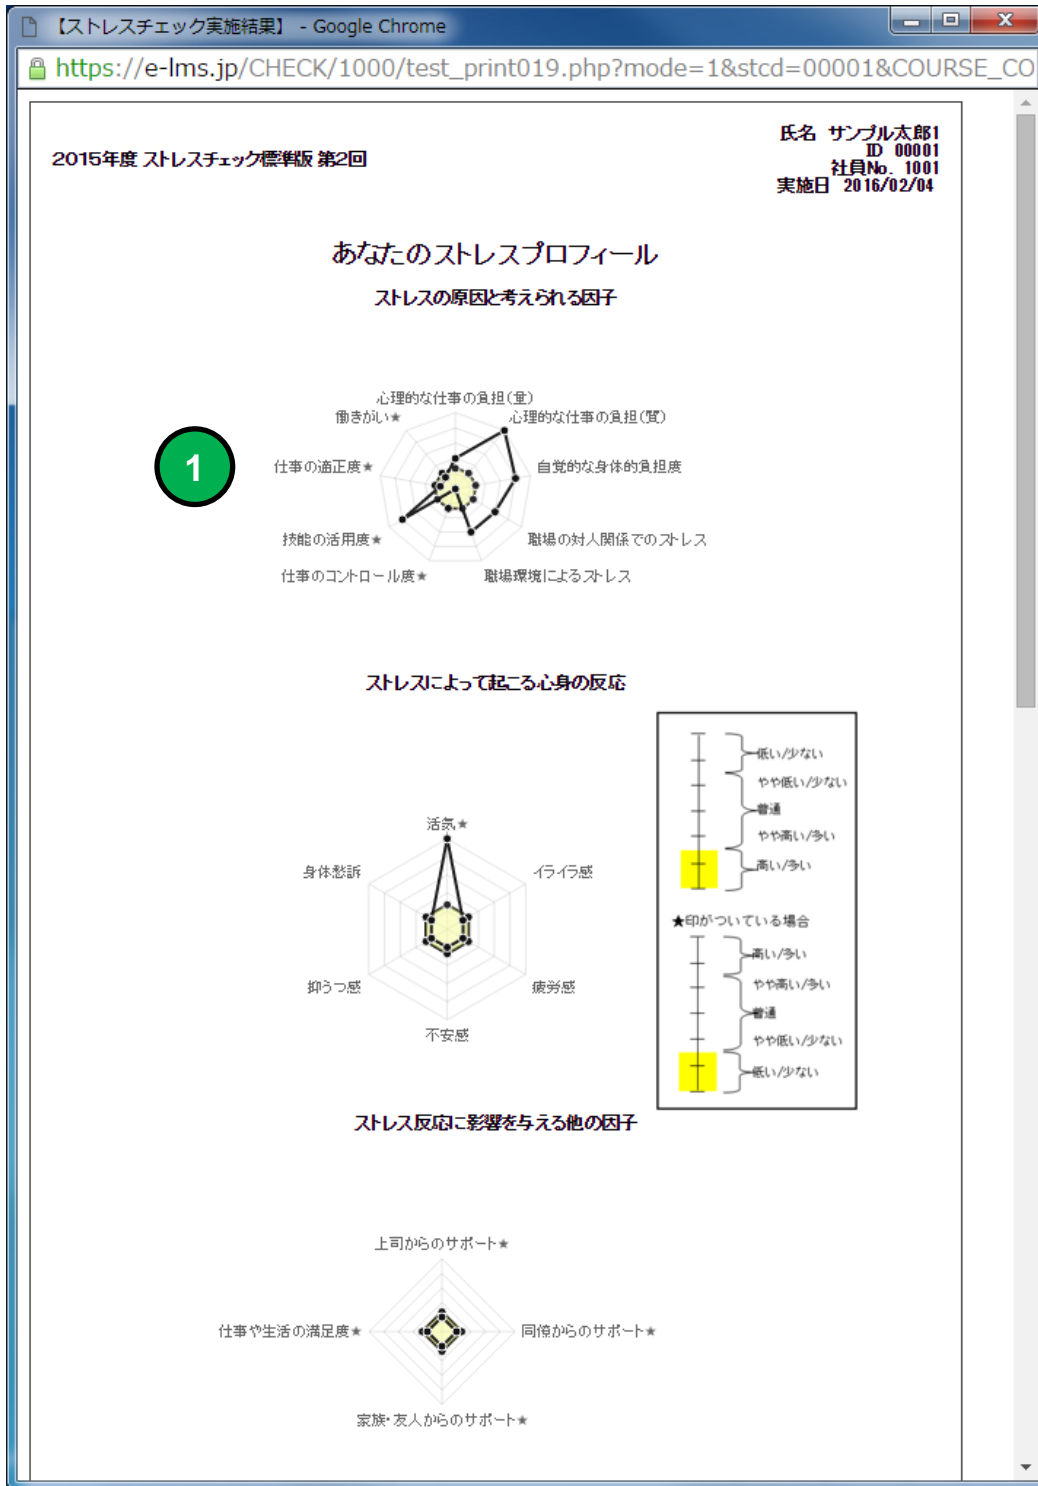 【ストレスチェック実施結果】 - Google Chrome
https://e-lms.jp/CHECK/1000/test_print019.php?mode=1&stcd=00001&COURSE_CO
氏名 サンプル太郎1
ID 00001
社員No. 1001
実施日 2016/02/04
2015年度 ストレスチェック標準版 第2回
あなたのストレスプロフィール
ストレスの原因と考えられる因子
1
心理的な仕事の負担(量)
心理的な仕事の負担(質)
自覚的な身体的負担度
職場の対人関係でのストレス
職場環境によるストレス
仕事のコントロール度★
技能の活用度★
仕事の適正度★
働きがい★
ストレスによって起こる心身の反応
活気★
イライラ感
疲労感
不安感
抑うつ感
身体愁訴
低い/少ない
やや低い/少ない
普通
やや高い/多い
高い/多い
★印がついている場合
高い/多い
やや高い/多い
普通
やや低い/少ない
低い/少ない
ストレス反応に影響を与える他の因子
上司からのサポート★
同僚からのサポート★
家族・友人からのサポート★
仕事や生活の満足度★